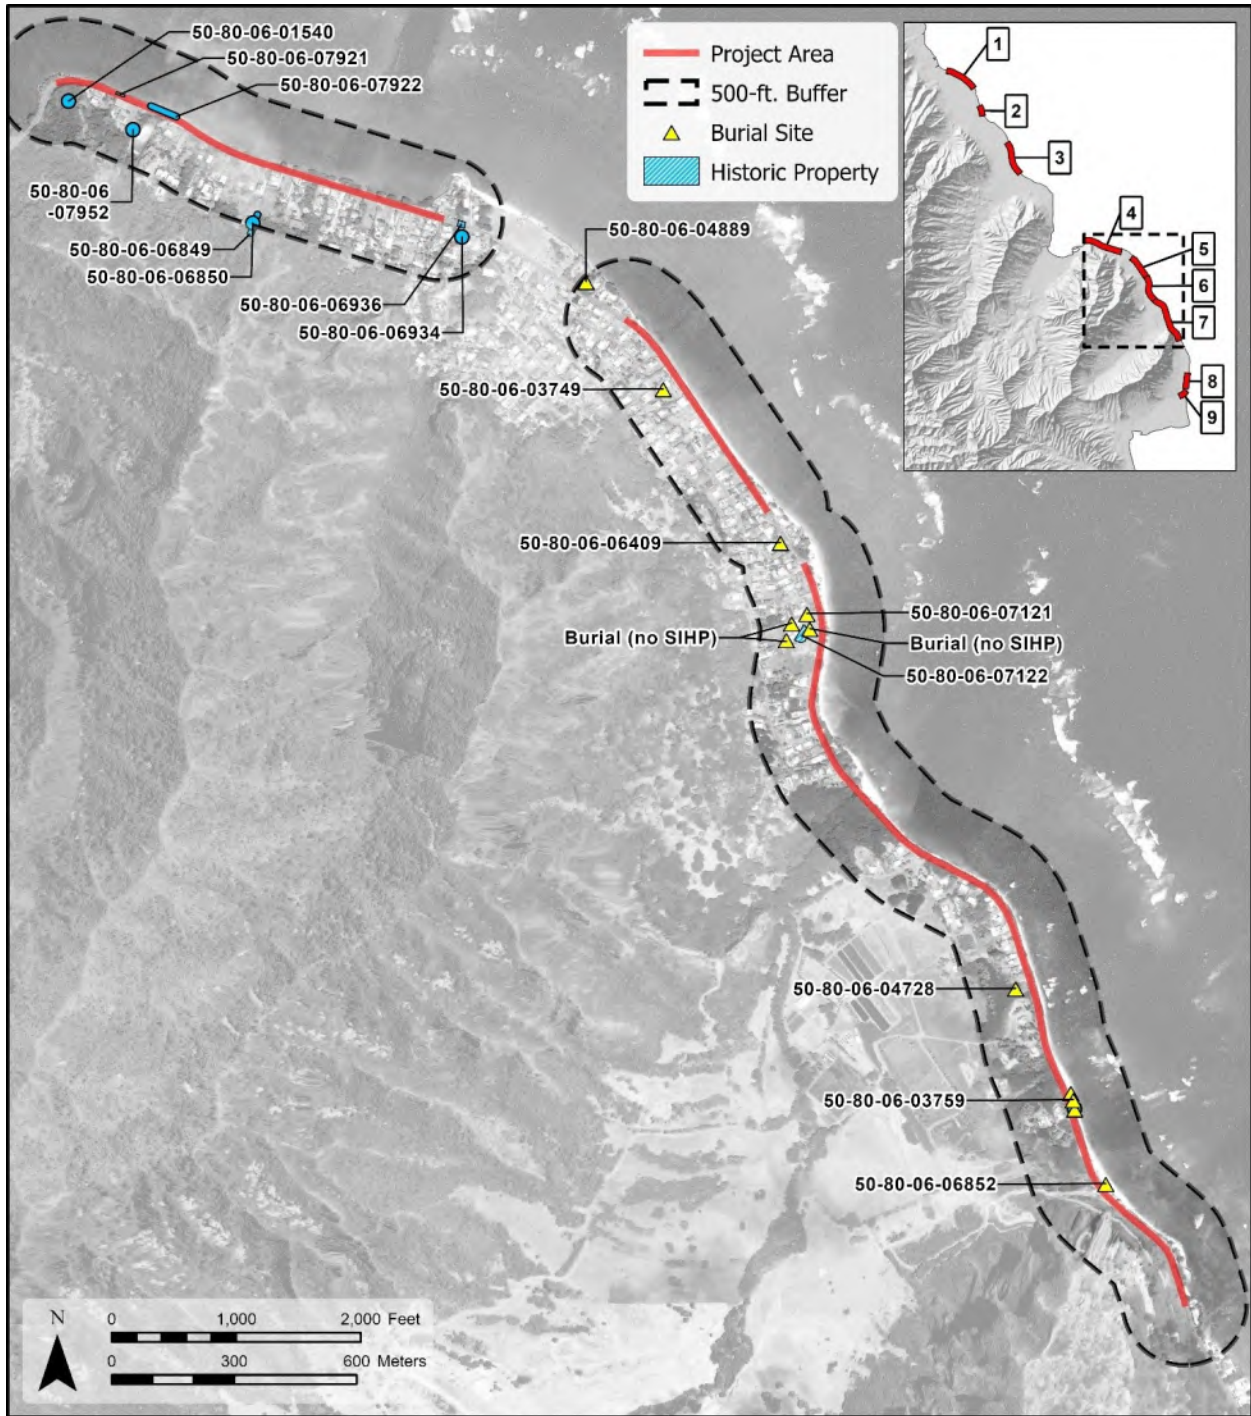 50-80-06-01540
50-80-06-07921
50-80-06-07922
50-80-06
-07952
50-80-06-06849
50-80-06-06850
50-80-06-06936
50-80-06-06934
Project Area
500-ft. Buffer
Burial Site
Historic Property
1
2
3
4
5
6
7
8
9
50-80-06-04889
50-80-06-03749
50-80-06-06409
50-80-06-07121
Burial (no SIHP)
Burial (no SIHP)
50-80-06-07122
50-80-06-04728
50-80-06-03759
50-80-06-06852
N
0 1,000 2,000 Feet
0 300 600 Meters